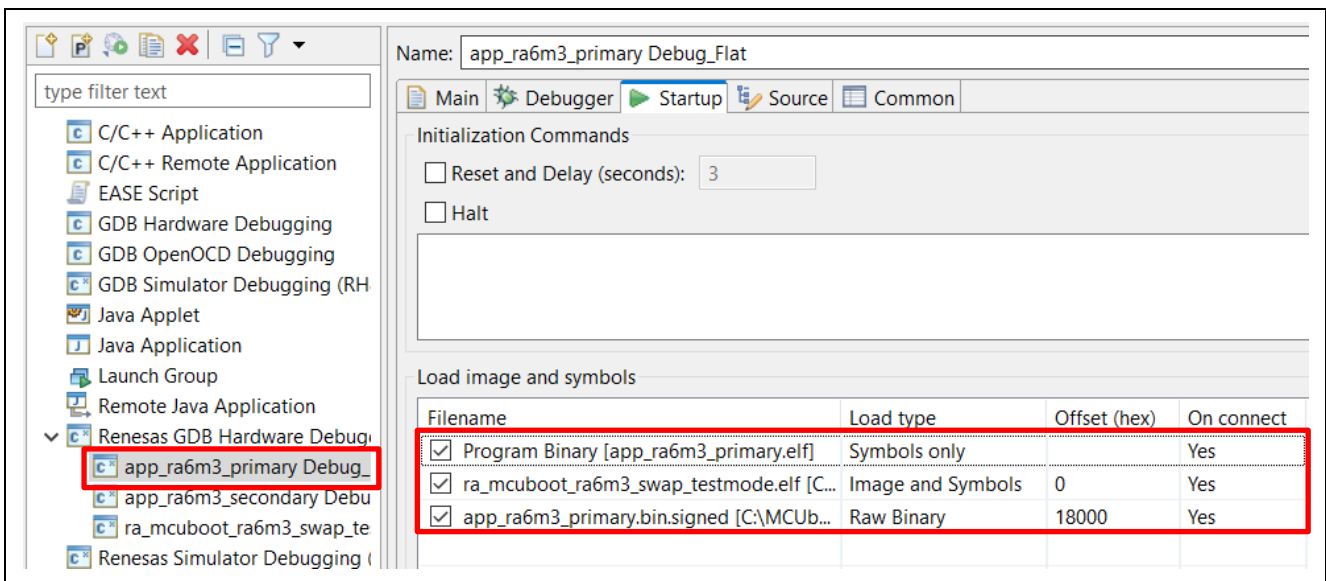 type filter text
C/C++ Application
C/C++ Remote Application
EASE Script
GDB Hardware Debugging
GDB OpenOCD Debugging
GDB Simulator Debugging (RH
Java Applet
Java Application
Launch Group
Remote Java Application
Renesas GDB Hardware Debug
app_ra6m3_primary Debug_
app_ra6m3_secondary Debu
ra_mcuboot_ra6m3_swap_te
Renesas Simulator Debugging (
Name: app_ra6m3_primary Debug_Flat
Main Debugger Startup Source Common
Initialization Commands
Reset and Delay (seconds): 3
Halt
Load image and symbols
Filename Load type Offset (hex) On connect
Program Binary [app_ra6m3_primary.elf] Symbols only Yes
ra_mcuboot_ra6m3_swap_testmode.elf [C... Image and Symbols 0 Yes
app_ra6m3_primary.bin.signed [C:\MCUb... Raw Binary 18000 Yes